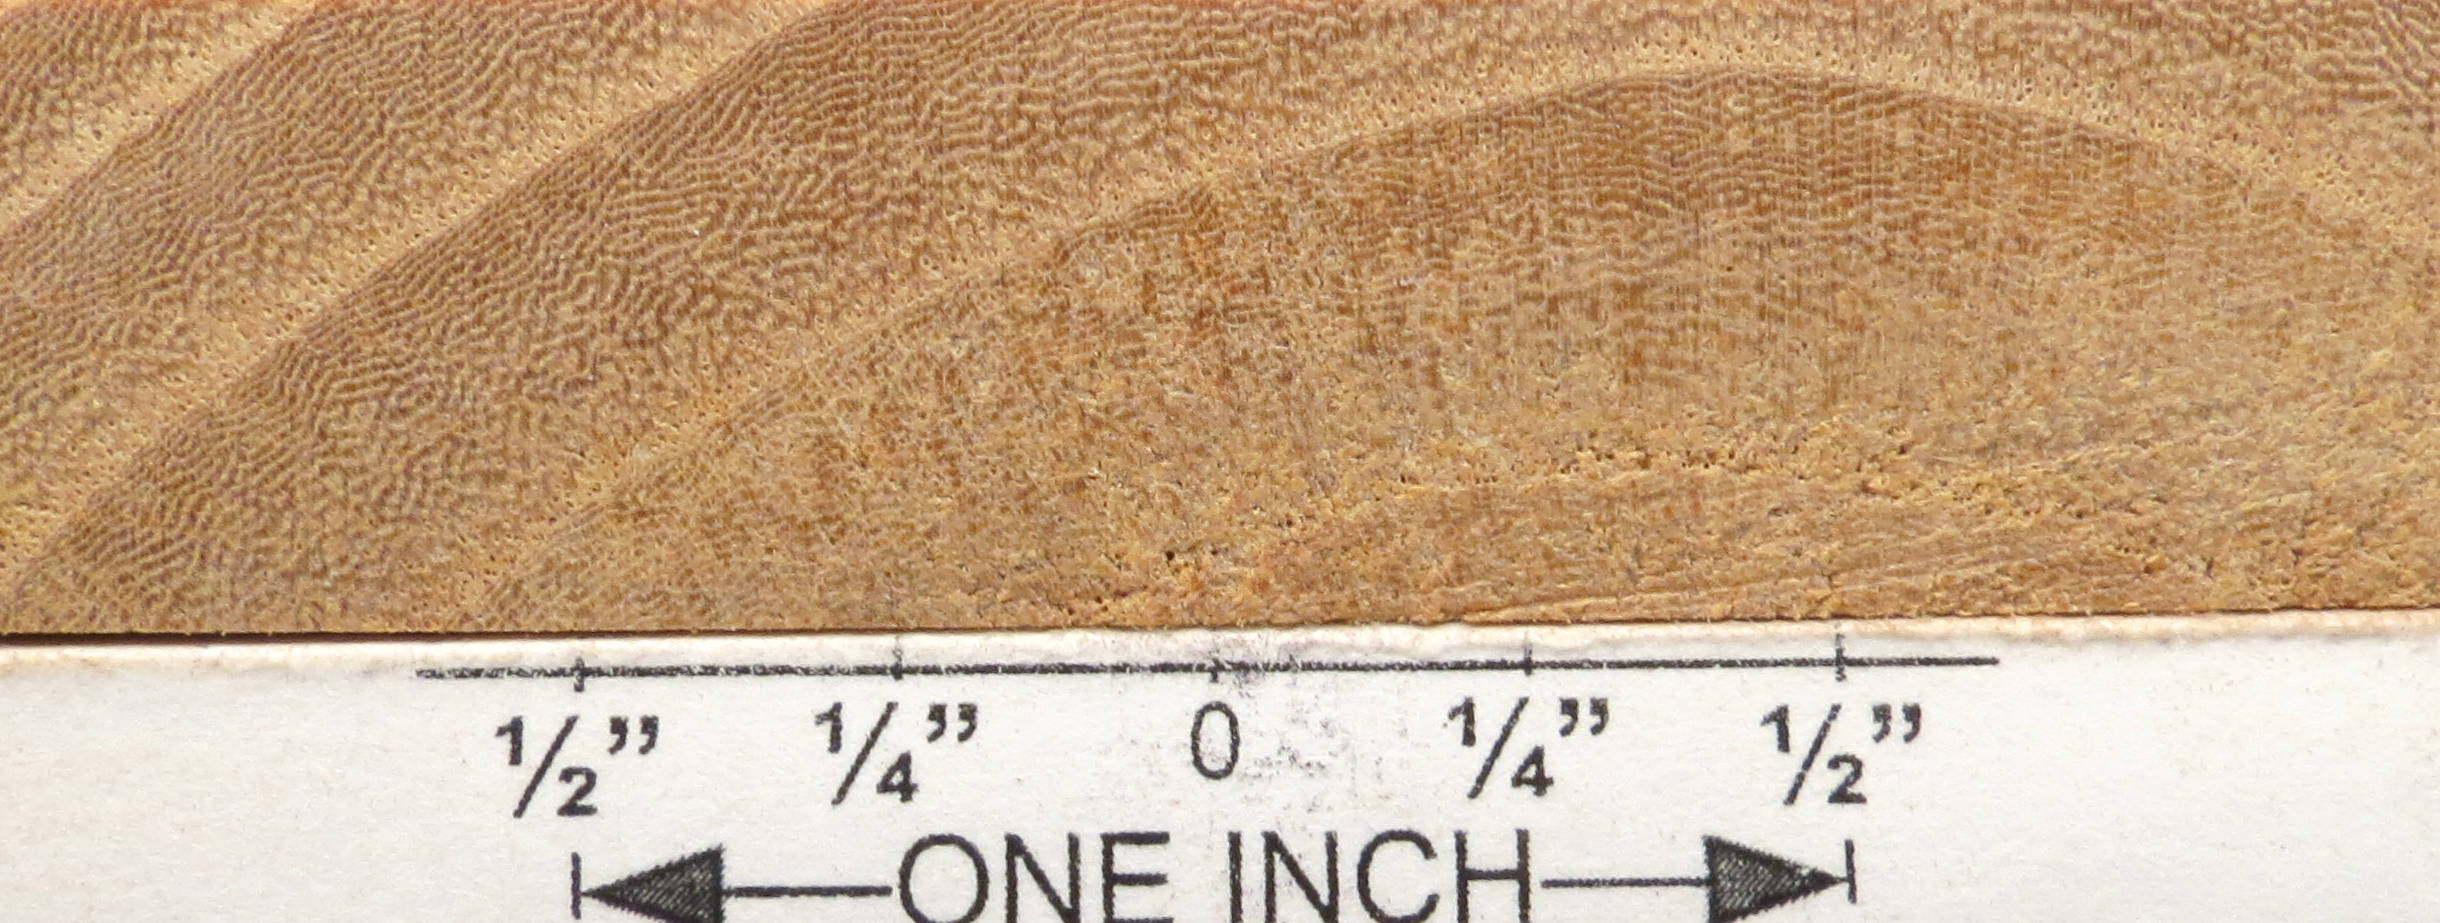 1/2” 1/4” 0 1/4” 1/2”
ONE INCH